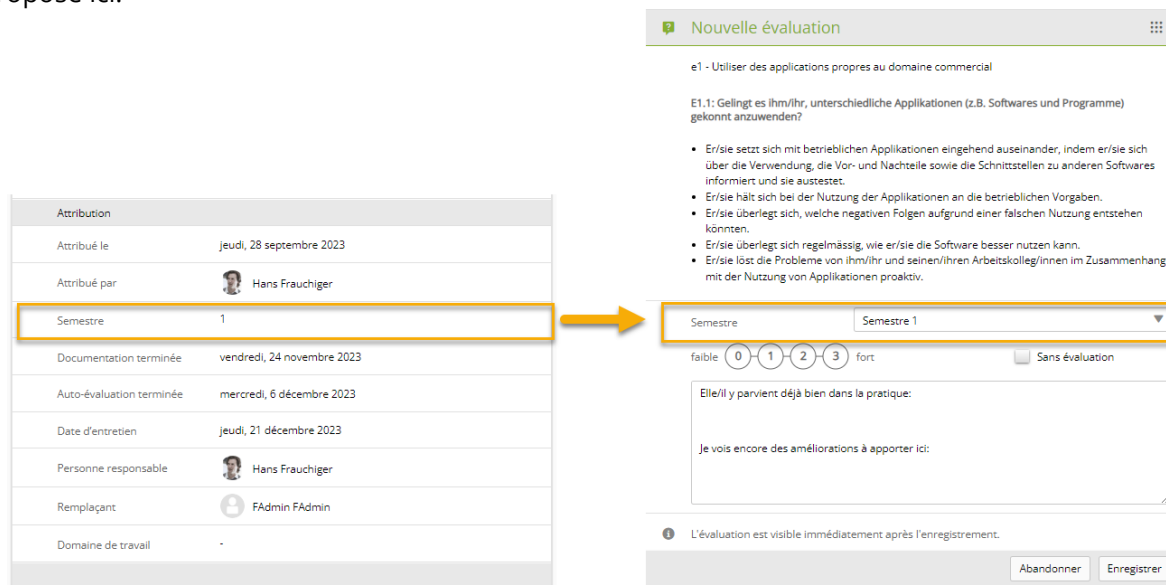 Nouvelle évaluation
e1 - Utiliser des applications propres au domaine commercial
E1.1: Gelingt es ihm/ihr, unterschiedliche Applikationen (z.B. Softwares und Programme)
gekonnt anzuwenden?
• Er/sie setzt sich mit betrieblichen Applikationen eingehend auseinander, indem er/sie sich
über die Verwendung, die Vor- und Nachteile sowie die Schnittstellen zu anderen Softwares
informiert und sie austestet.
• Er/sie hält sich bei der Nutzung der Applikationen an die betrieblichen Vorgaben.
• Er/sie überlegt sich, welche negativen Folgen aufgrund einer falschen Nutzung entstehen
könnten.
• Er/sie überlegt sich regelmässig, wie er/sie die Software besser nutzen kann.
• Er/sie löst die Probleme von ihm/ihr und seinen/ihren Arbeitskolleg/innen im Zusammenhang
mit der Nutzung von Applikationen proaktiv.
Attribution
Attribué le jeudi, 28 septembre 2023
Attribué par Hans Frauchiger
Semestre 1
Documentation terminée vendredi, 24 novembre 2023
Auto-évaluation terminée mercredi, 6 décembre 2023
Date d'entretien jeudi, 21 décembre 2023
Personne responsable Hans Frauchiger
Remplaçant FAdmin FAdmin
Domaine de travail -
Semestre Semestre 1
faible 0 1 2 3 fort Sans évaluation
Elle/il y parvient déjà bien dans la pratique:
Je vois encore des améliorations à apporter ici:
L'évaluation est visible immédiatement après l'enregistrement.
Abandonner Enregistrer